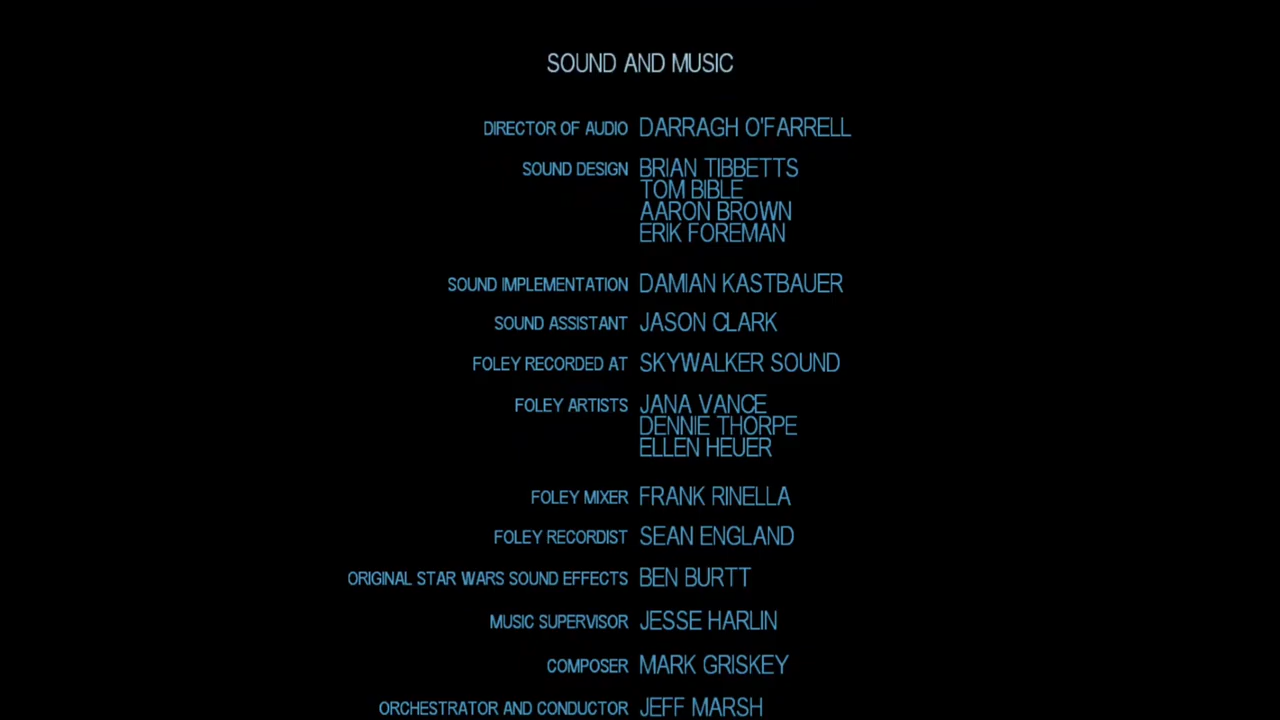 SOUND AND MUSIC
DIRECTOR OF AUDIO DARRAGH O'FARRELL
SOUND DESIGN BRIAN TIBBETTS
TOM BIBLE
AARON BROWN
ERIK FOREMAN
SOUND IMPLEMENTATION DAMIAN KASTBAUER
SOUND ASSISTANT JASON CLARK
FOLEY RECORDED AT SKYWALKER SOUND
FOLEY ARTISTS JANA VANCE
DENNIE THORPE
ELLEN HEUER
FOLEY MIXER FRANK RINELLA
FOLEY RECORDIST SEAN ENGLAND
ORIGINAL STAR WARS SOUND EFFECTS BEN BURTT
MUSIC SUPERVISOR JESSE HARLIN
COMPOSER MARK GRISKEY
ORCHESTRATOR AND CONDUCTOR JEFF MARSH